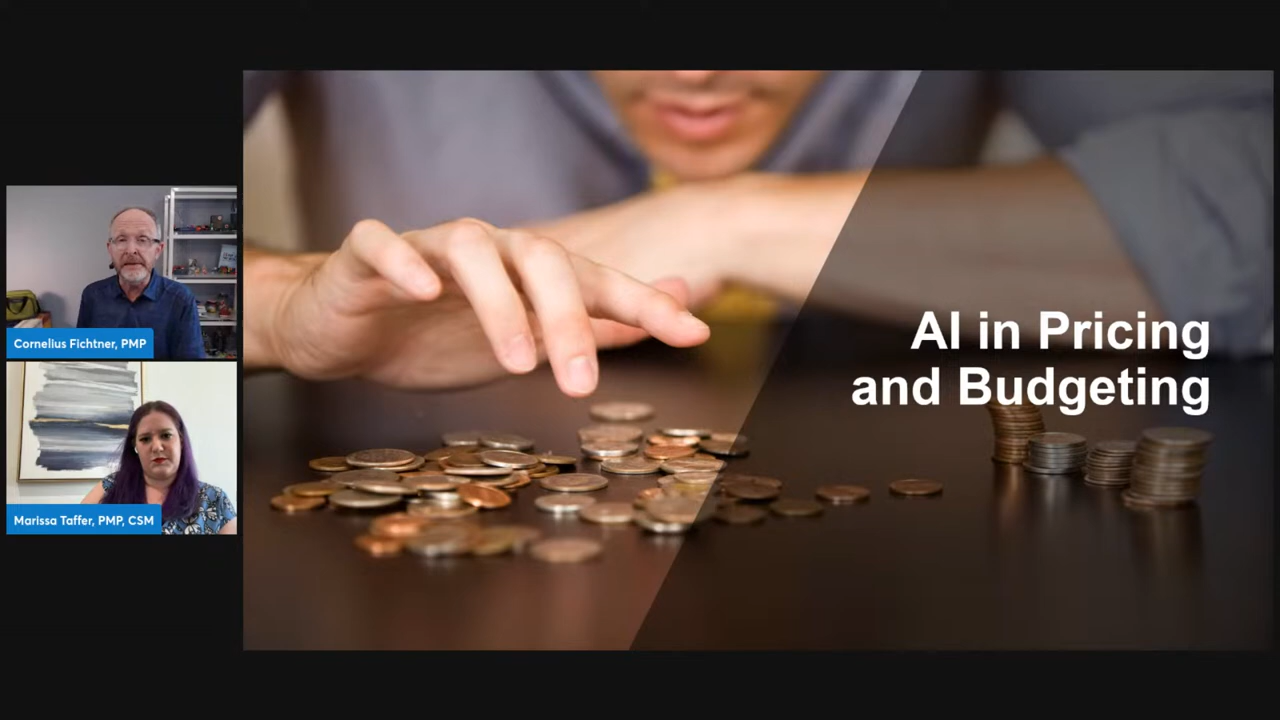 Cornelius Fichtner, PMP
Marissa Taffer, PMP, CSM
AI in Pricing
and Budgeting